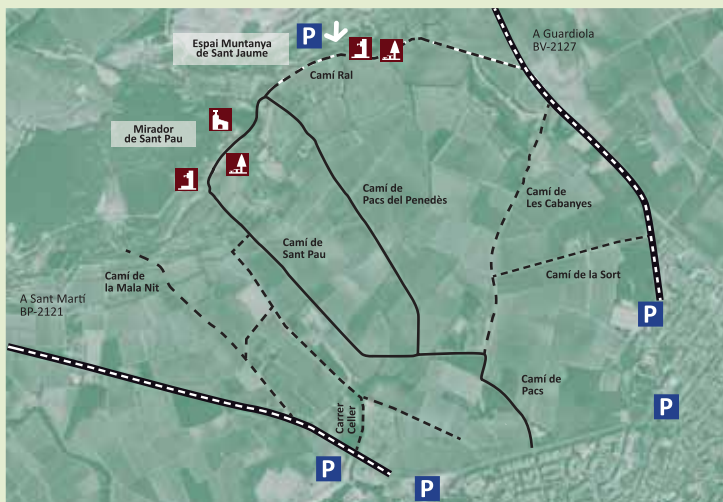 Espai Muntanya
de Sant Jaume
P
A Guardiola
BV-2127
Camí Ral
Mirador
de Sant Pau
Camí de
Pacs del Penedès
Camí de
Les Cabanyes
Camí de
Sant Pau
Camí de
la Mala Nit
Camí de la Sort
A Sant Martí
BP-2121
P
Camí de
Pacs
P
Carrer
Celler
P
P